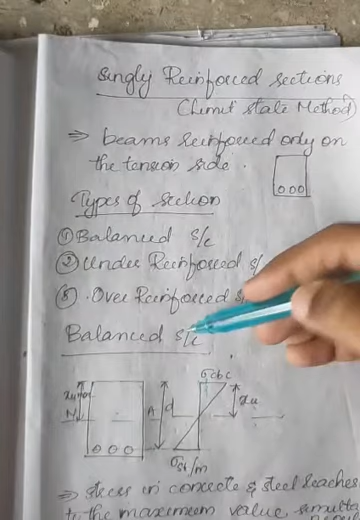 Singly Reinforced sections
(Limit state Method)
⇒ beams reinforced only on
the tension side.
Types of section
① Balanced s/c
② Under Reinforced s/
③ Over Reinforced s
Balanced s/c
σcbc
N A d xu
σst/m
⇒ stress in concrete & steel reaches
to the maximum value